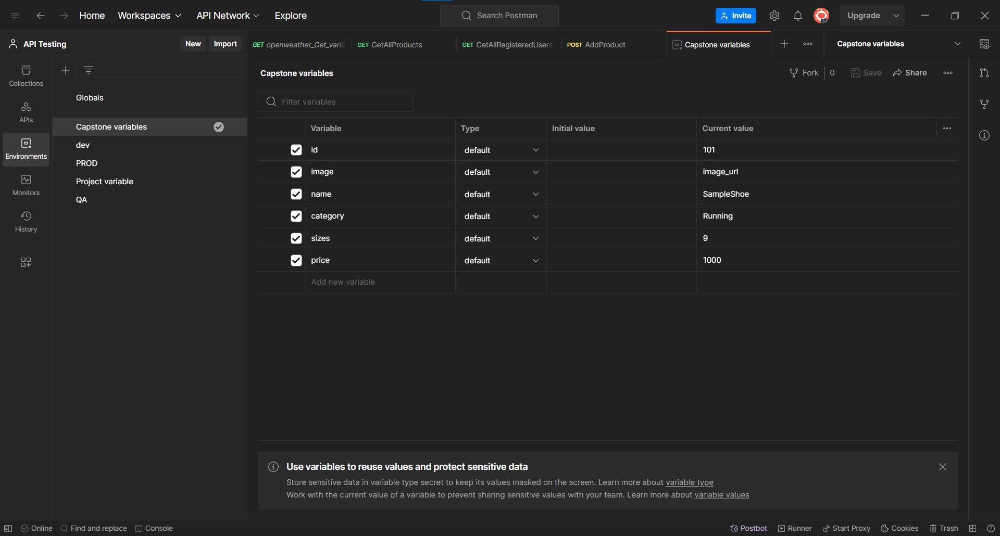 Home Workspaces API Network Explore Search Postman Invite Upgrade
API Testing New Import
GET openweather_Get_varia GET GetAllProducts GET GetAllRegisteredUsers POST AddProduct Capstone variables Capstone variables
Collections
APIs
Environments
Monitors
History
Globals
Capstone variables
dev
PROD
Project variable
QA
Capstone variables Fork 0 Save Share
Filter variables
Variable Type Initial value Current value
id default 101
image default image_url
name default SampleShoe
category default Running
sizes default 9
price default 1000
Add new variable
Use variables to reuse values and protect sensitive data
Store sensitive data in variable type secret to keep its values masked on the screen. Learn more about variable type
Work with the current value of a variable to prevent sharing sensitive values with your team. Learn more about variable values
Online Find and replace Console Postbot Runner Start Proxy Cookies Trash